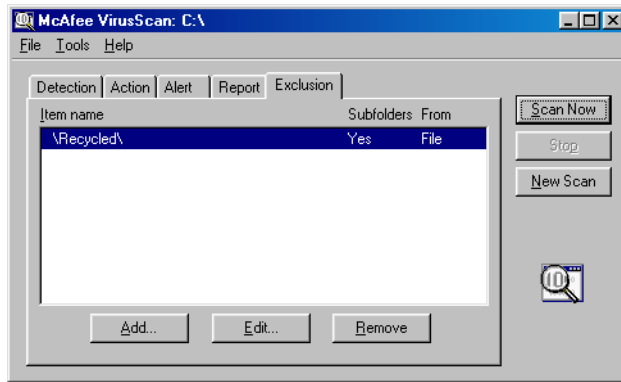 McAfee VirusScan: C:\
File Tools Help
Detection Action Alert Report Exclusion
Item name Subfolders From
\Recycled\ Yes File
Scan Now
Stop
New Scan
Add... Edit... Remove